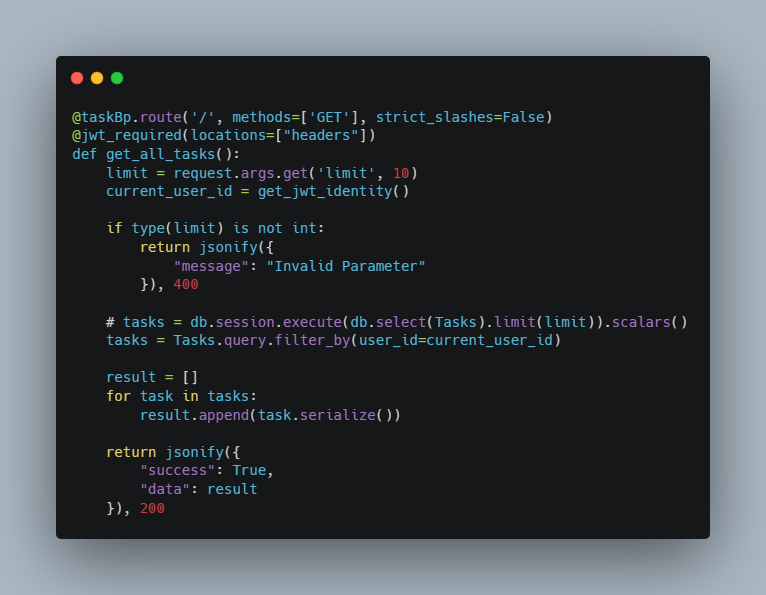 @taskBp.route('/', methods=['GET'], strict_slashes=False)
@jwt_required(locations=["headers"])
def get_all_tasks():
    limit = request.args.get('limit', 10)
    current_user_id = get_jwt_identity()

    if type(limit) is not int:
        return jsonify({
            "message": "Invalid Parameter"
        }), 400

    # tasks = db.session.execute(db.select(Tasks).limit(limit)).scalars()
    tasks = Tasks.query.filter_by(user_id=current_user_id)

    result = []
    for task in tasks:
        result.append(task.serialize())

    return jsonify({
        "success": True,
        "data": result
    }), 200